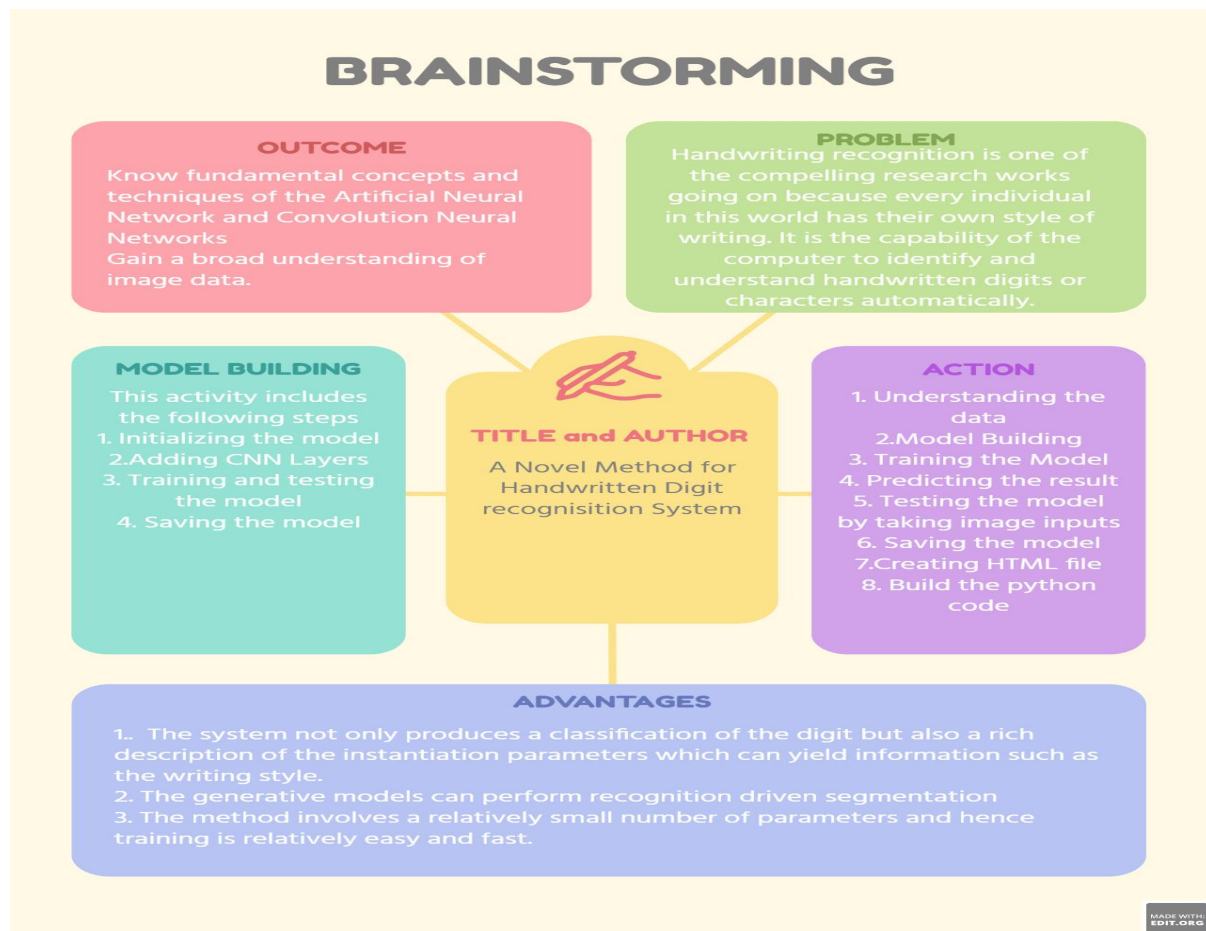 BRAINSTORMING
OUTCOME
Know fundamental concepts and
techniques of the Artificial Neural
Network and Convolution Neural
Networks
Gain a broad understanding of
image data.
PROBLEM
Handwriting recognition is one of
the compelling research works
going on because every individual
in this world has their own style of
writing. It is the capability of the
computer to identify and
understand handwritten digits or
characters automatically.
MODEL BUILDING
This activity includes
the following steps
1. Initializing the model
2.Adding CNN Layers
3. Training and testing
the model
4. Saving the model
TITLE and AUTHOR
A Novel Method for
Handwritten Digit
recognisition System
ACTION
1. Understanding the
data
2.Model Building
3. Training the Model
4. Predicting the result
5. Testing the model
by taking image inputs
6. Saving the model
7.Creating HTML file
8. Build the python
code
ADVANTAGES
1.. The system not only produces a classification of the digit but also a rich
description of the instantiation parameters which can yield information such as
the writing style.
2. The generative models can perform recognition driven segmentation
3. The method involves a relatively small number of parameters and hence
training is relatively easy and fast.
MADE WITH:
EDIT.ORG